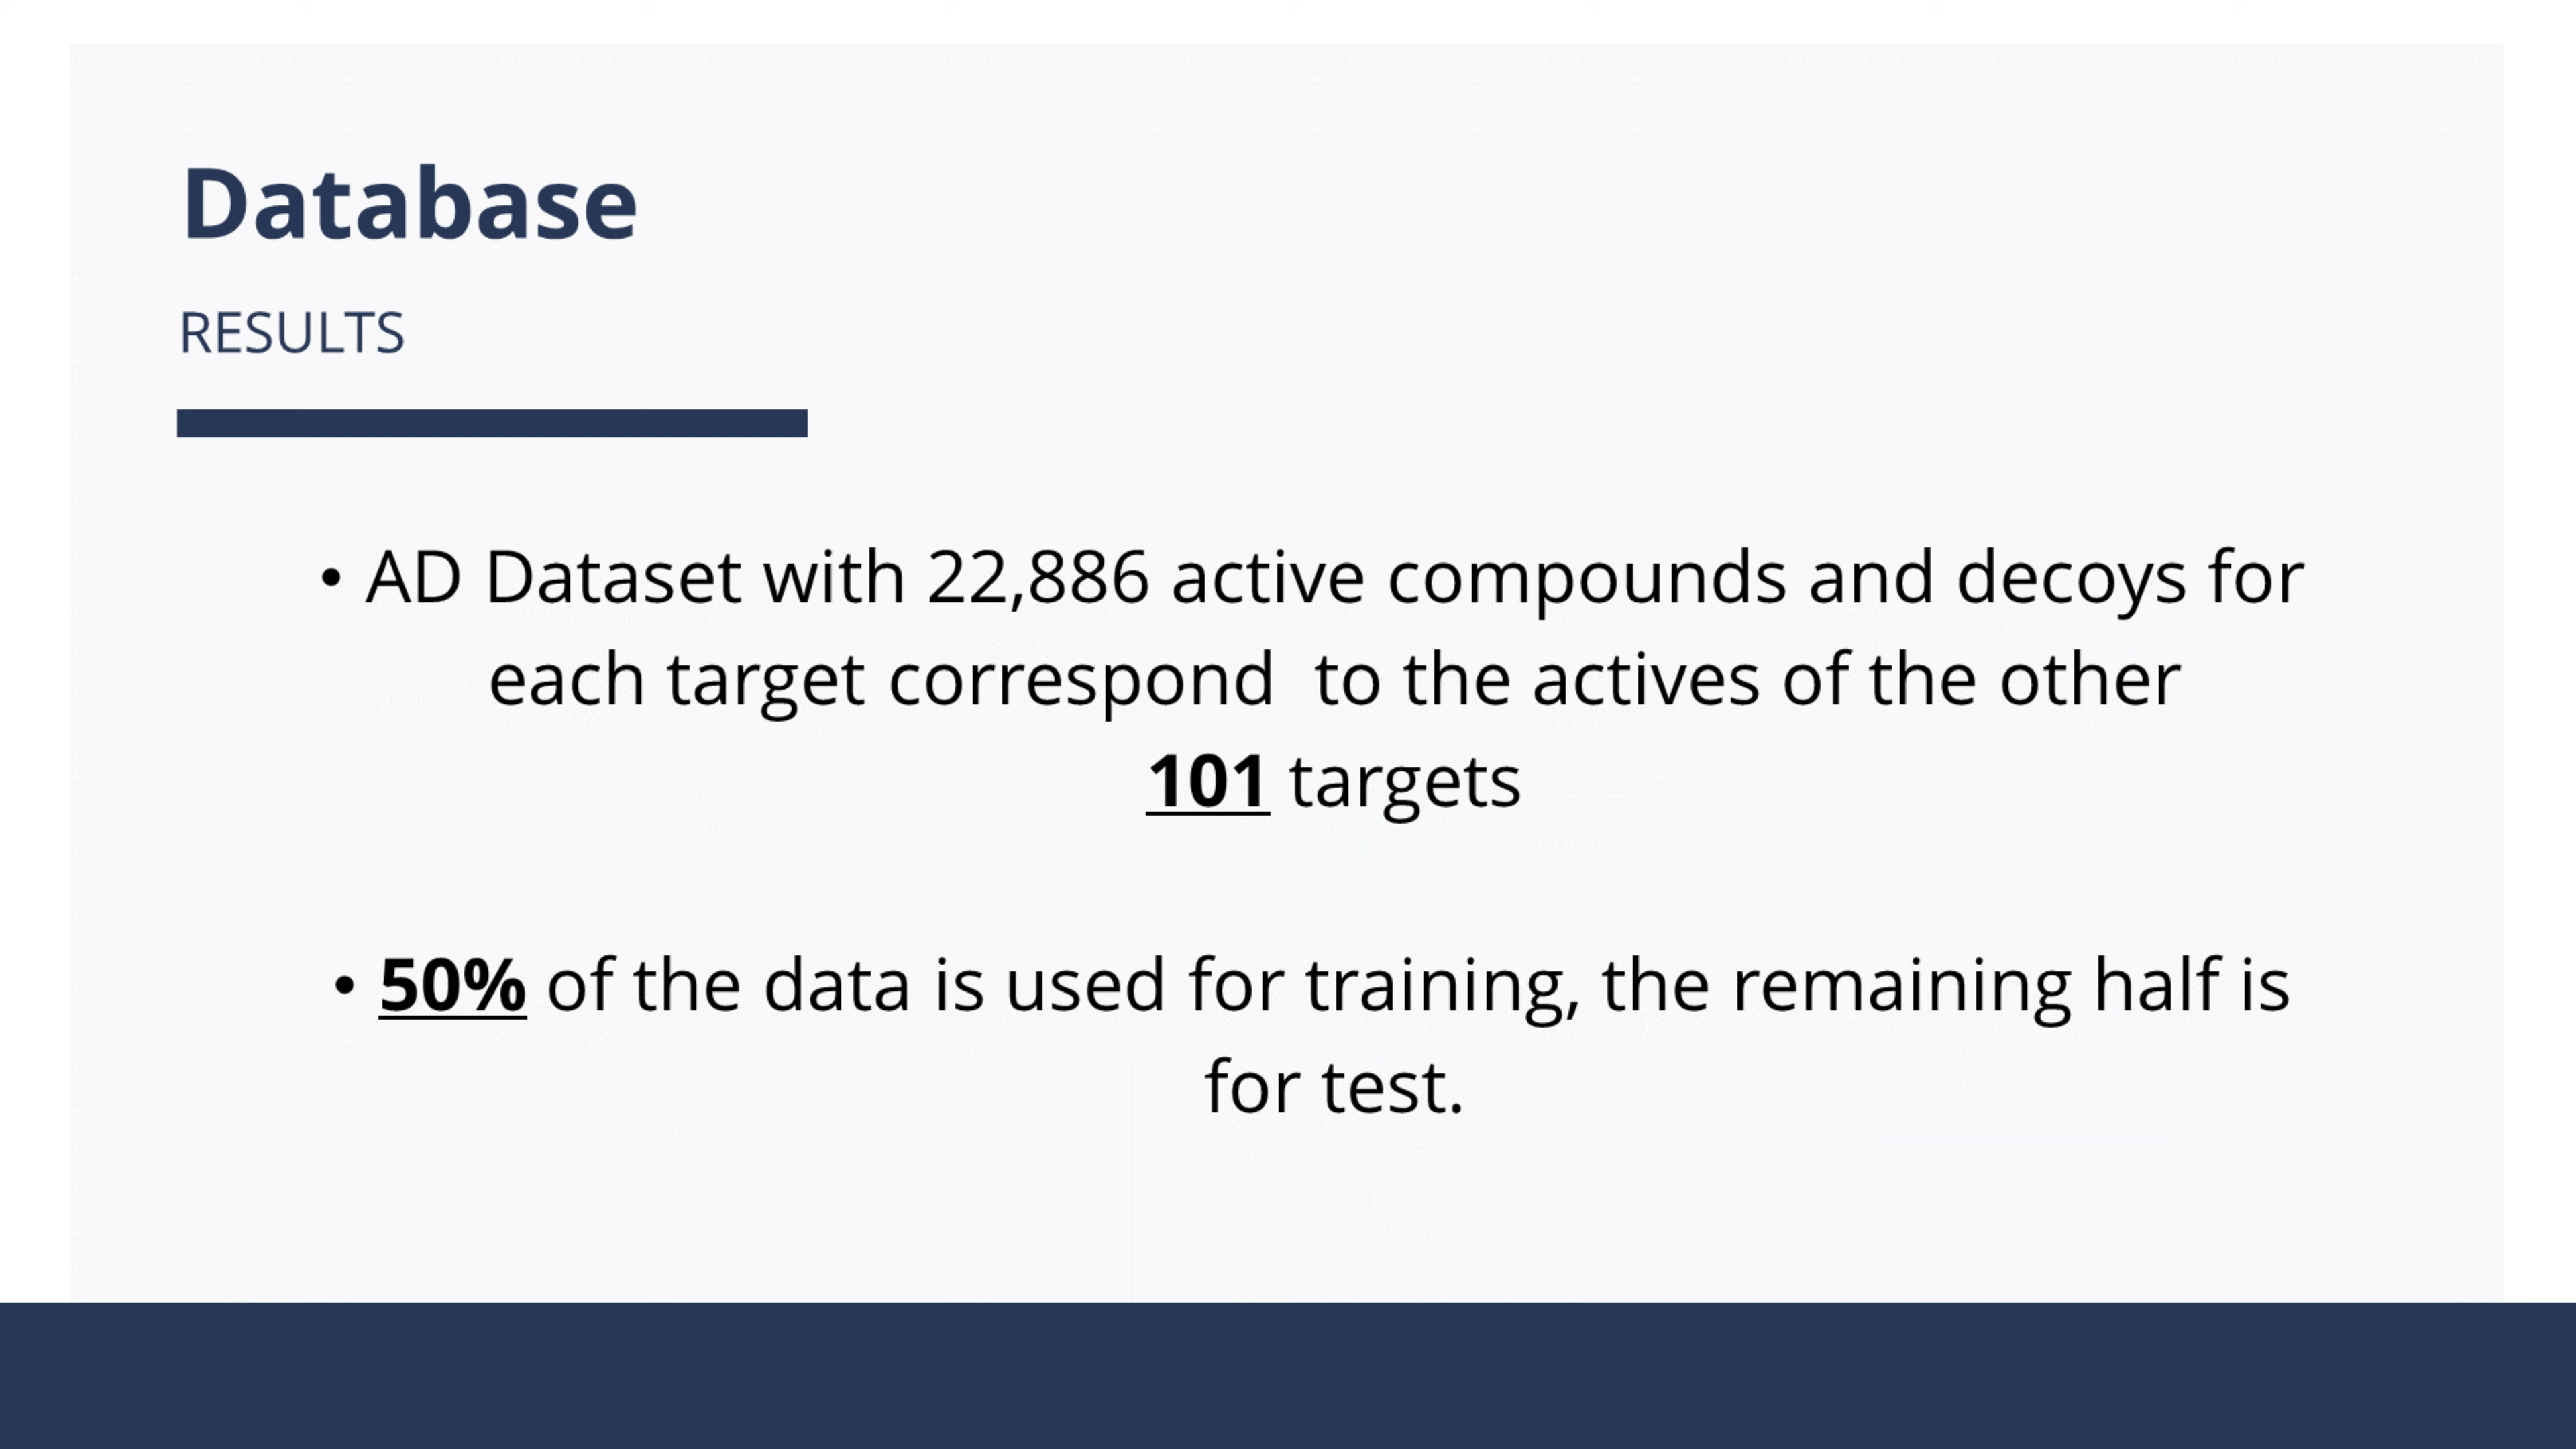 Database
RESULTS
• AD Dataset with 22,886 active compounds and decoys for
each target correspond  to the actives of the other
101 targets
• 50% of the data is used for training, the remaining half is
for test.